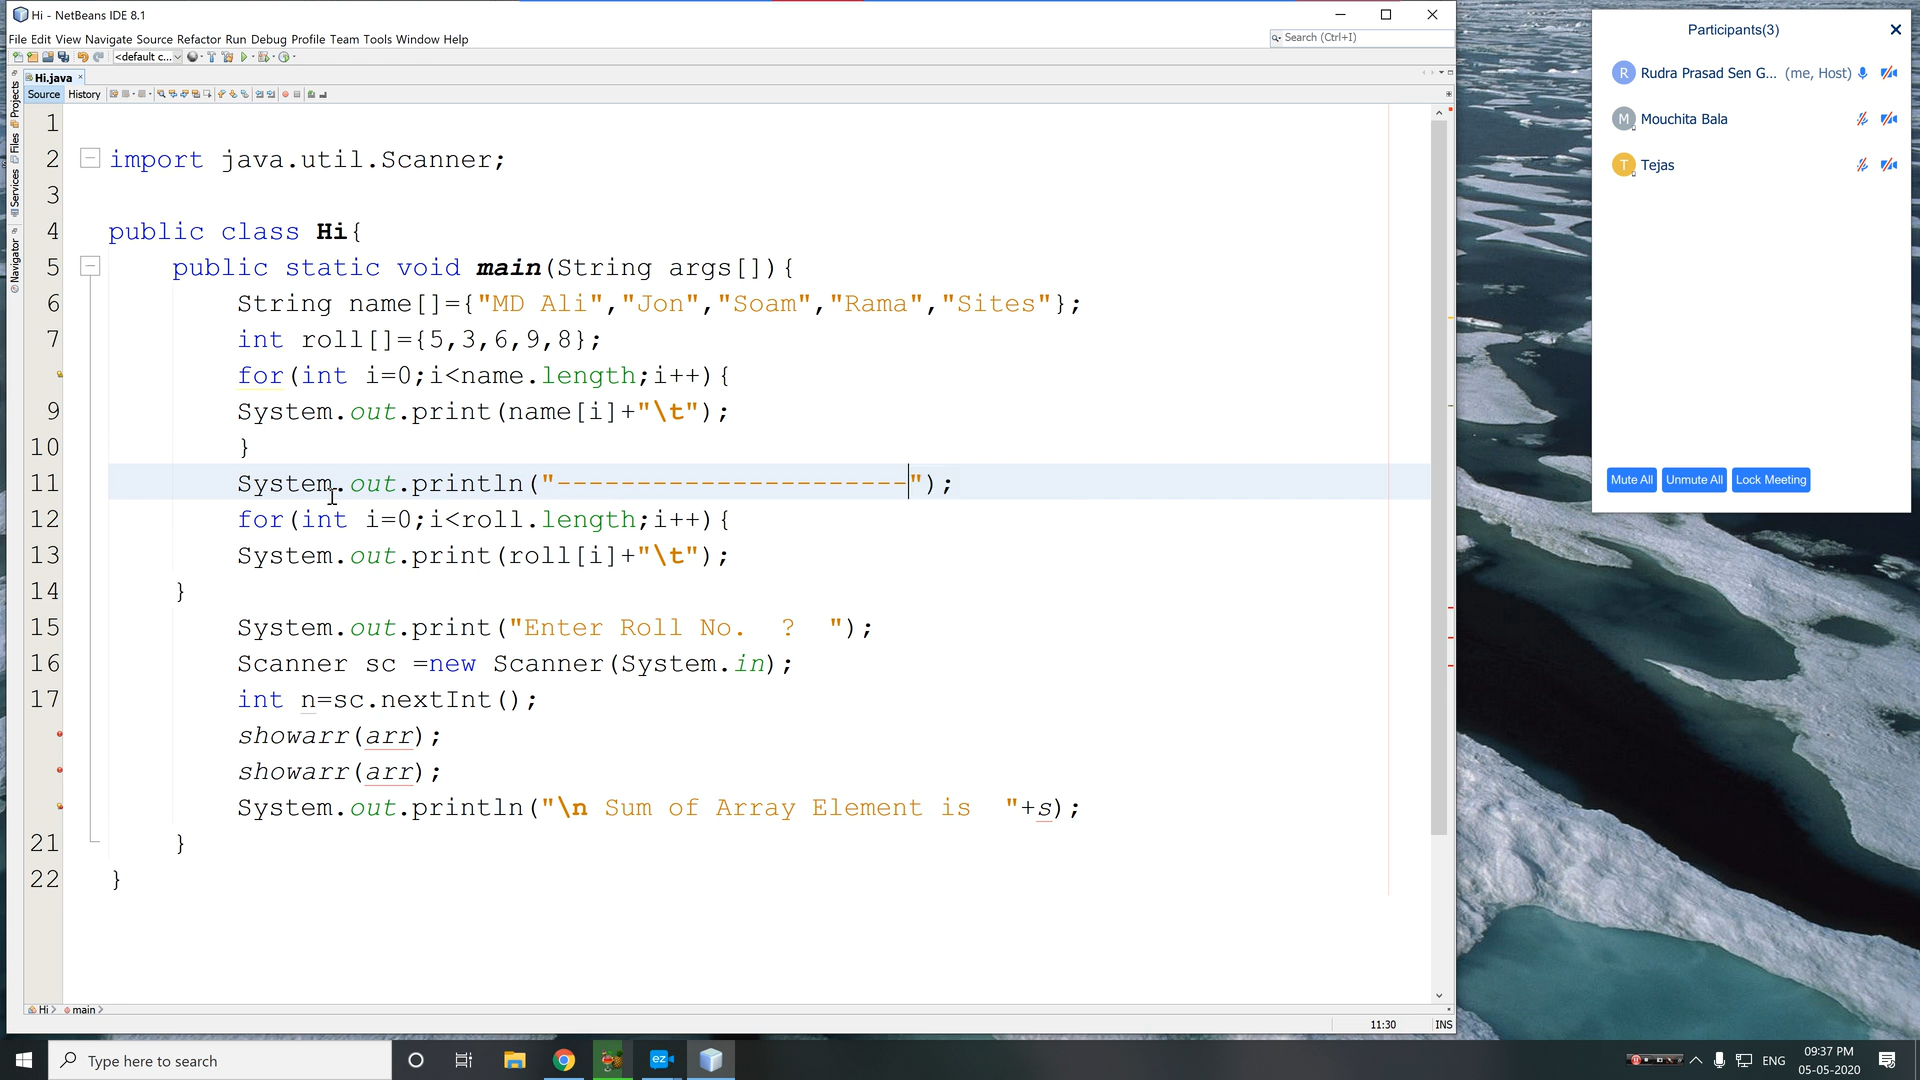 Hi - NetBeans IDE 8.1
File Edit View Navigate Source Refactor Run Debug Profile Team Tools Window Help
Search (Ctrl+I)
<default c...
Hi.java
Source History
Projects
Files
Services
Navigator
1
2 import java.util.Scanner;
3
4 public class Hi{
5 public static void main(String args[]){
6 String name[]={"MD Ali","Jon","Soam","Rama","Sites"};
7 int roll[]={5,3,6,9,8};
for(int i=0;i<name.length;i++){
9 System.out.print(name[i]+"\t");
10 }
11 System.out.println("----------------------");
12 for(int i=0;i<roll.length;i++){
13 System.out.print(roll[i]+"\t");
14 }
15 System.out.print("Enter Roll No.  ?  ");
16 Scanner sc =new Scanner(System.in);
17 int n=sc.nextInt();
showarr(arr);
showarr(arr);
System.out.println("\n Sum of Array Element is  "+s);
21 }
22 }
Hi main
11:30 INS
Participants(3)
R Rudra Prasad Sen G... (me, Host)
M Mouchita Bala
T Tejas
Mute All Unmute All Lock Meeting
Type here to search
ez
ENG
09:37 PM
05-05-2020